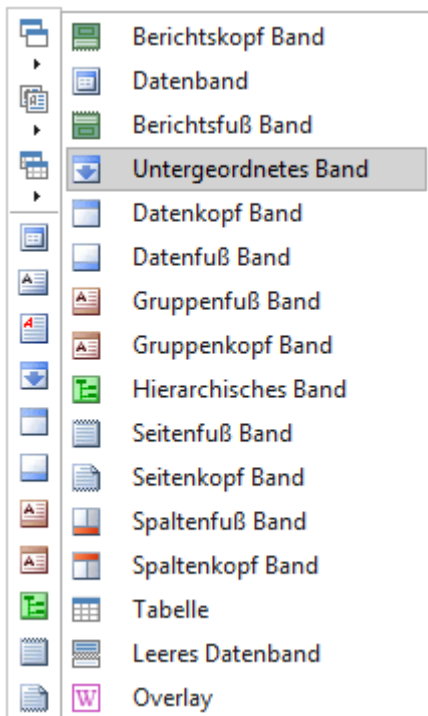 Berichtskopf Band
Datenband
Berichtsfuß Band
Untergeordnetes Band
Datenkopf Band
Datenfuß Band
Gruppenfuß Band
Gruppenkopf Band
Hierarchisches Band
Seitenfuß Band
Seitenkopf Band
Spaltenfuß Band
Spaltenkopf Band
Tabelle
Leeres Datenband
Overlay